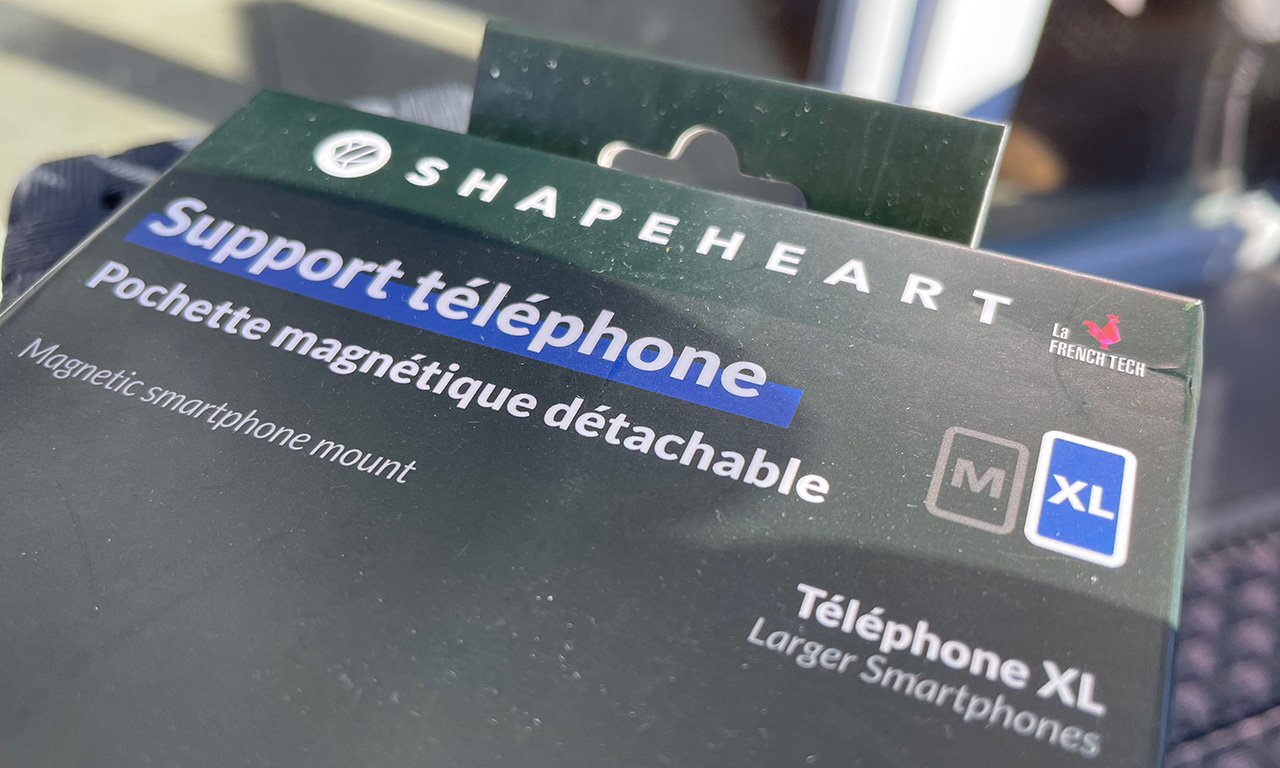 SHAPEHEART
La
FRENCH TECH
Support téléphone
Pochette magnétique détachable
Magnetic smartphone mount
M XL
Téléphone XL
Larger Smartphones